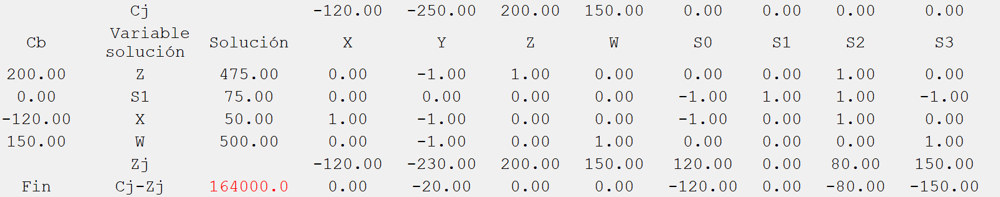 Cj -120.00 -250.00 200.00 150.00 0.00 0.00 0.00 0.00
Cb Variable solución Solución X Y Z W S0 S1 S2 S3
200.00 Z 475.00 0.00 -1.00 1.00 0.00 0.00 0.00 1.00 0.00
0.00 S1 75.00 0.00 0.00 0.00 0.00 -1.00 1.00 1.00 -1.00
-120.00 X 50.00 1.00 -1.00 0.00 0.00 -1.00 0.00 1.00 0.00
150.00 W 500.00 0.00 -1.00 0.00 1.00 0.00 0.00 0.00 1.00
Zj -120.00 -230.00 200.00 150.00 120.00 0.00 80.00 150.00
Fin Cj-Zj 164000.0 0.00 -20.00 0.00 0.00 -120.00 0.00 -80.00 -150.00